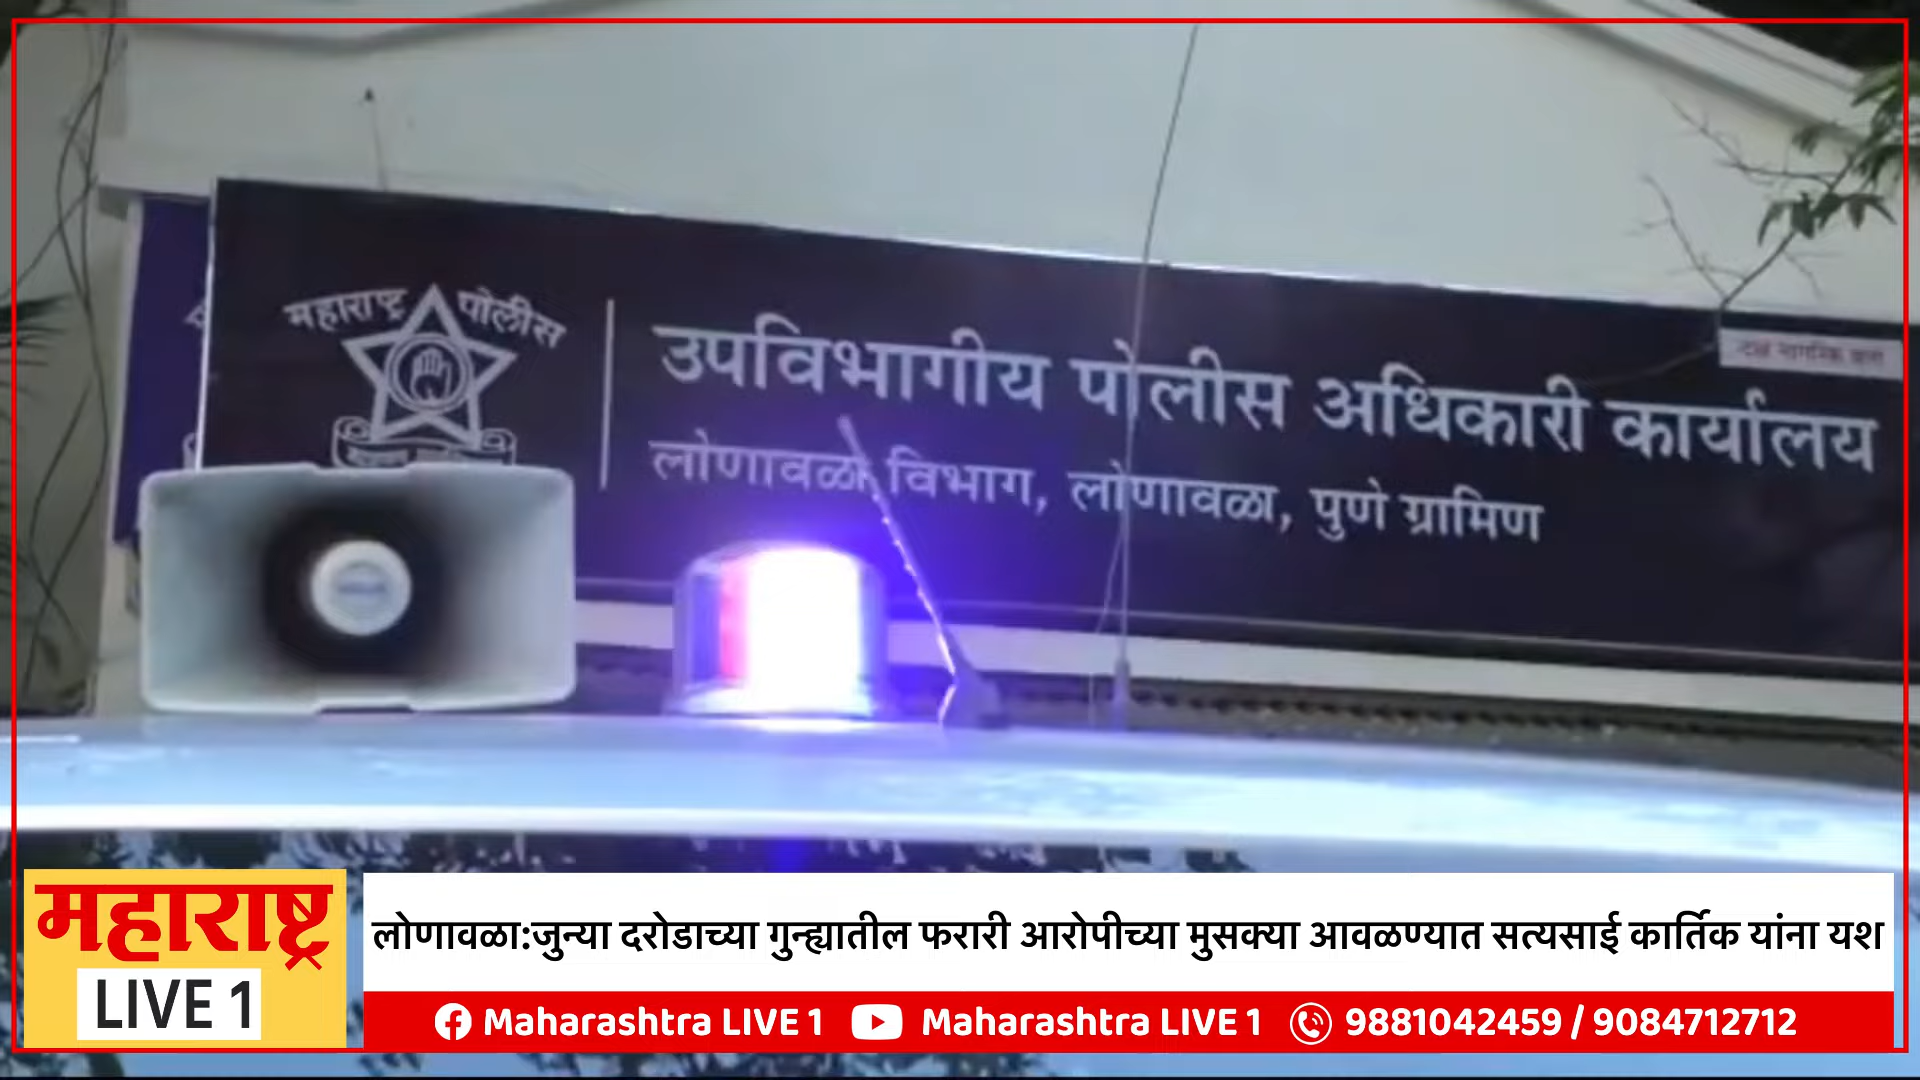 महाराष्ट्र पोलीस
उपविभागीय पोलीस अधिकारी कार्यालय
लोणावळा विभाग, लोणावळा, पुणे ग्रामिण
महाराष्ट्र
LIVE 1
लोणावळा:जुन्या दरोडाच्या गुन्ह्यातील फरारी आरोपीच्या मुसक्या आवळण्यात सत्यसाई कार्तिक यांना यश
Maharashtra LIVE 1 Maharashtra LIVE 1 9881042459 / 9084712712